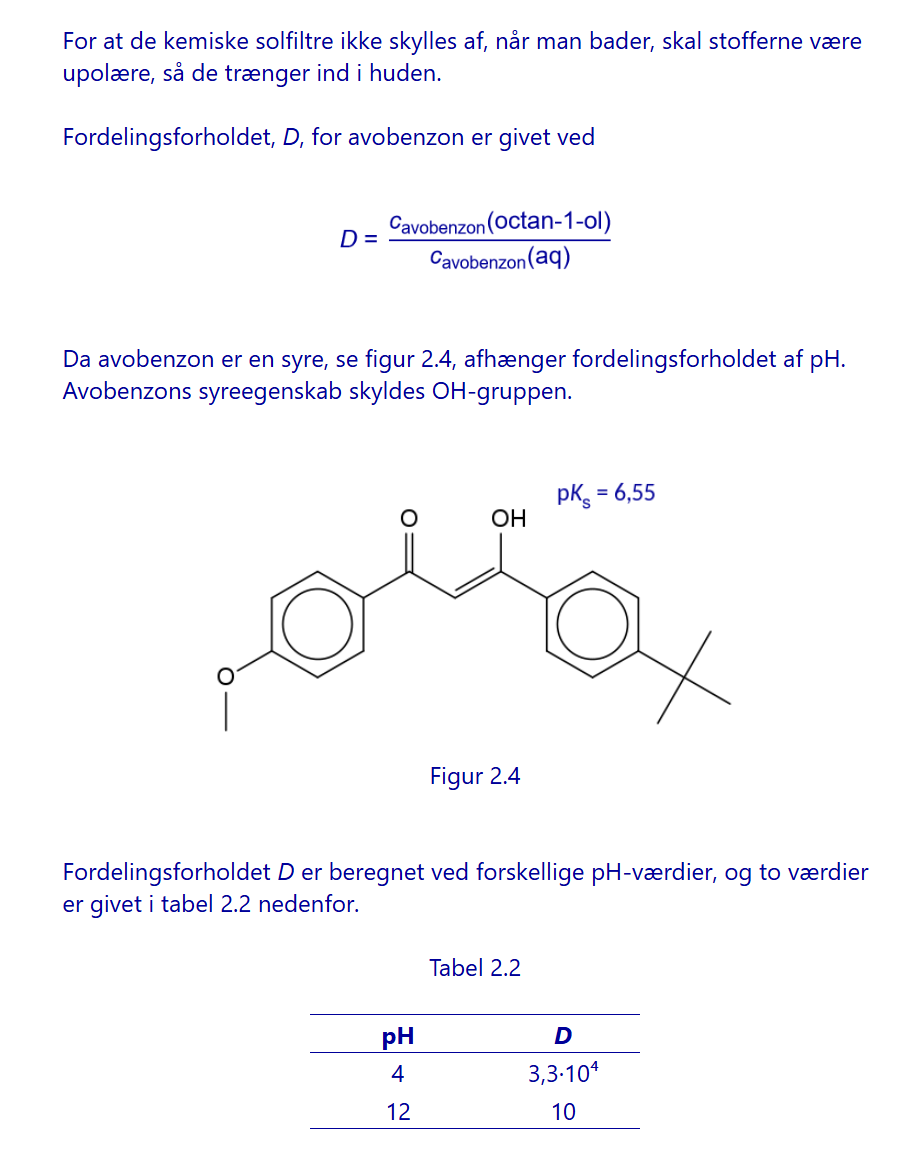 For at de kemiske solfiltre ikke skylles af, når man bader, skal stofferne være
upolære, så de trænger ind i huden.
Fordelingsforholdet, D, for avobenzon er givet ved
D = cavobenzon(octan-1-ol)
cavobenzon(aq)
Da avobenzon er en syre, se figur 2.4, afhænger fordelingsforholdet af pH.
Avobenzons syreegenskab skyldes OH-gruppen.
pKs = 6,55
O OH
O
Figur 2.4
Fordelingsforholdet D er beregnet ved forskellige pH-værdier, og to værdier
er givet i tabel 2.2 nedenfor.
Tabel 2.2
pH D
4 3,3·10⁴
12 10